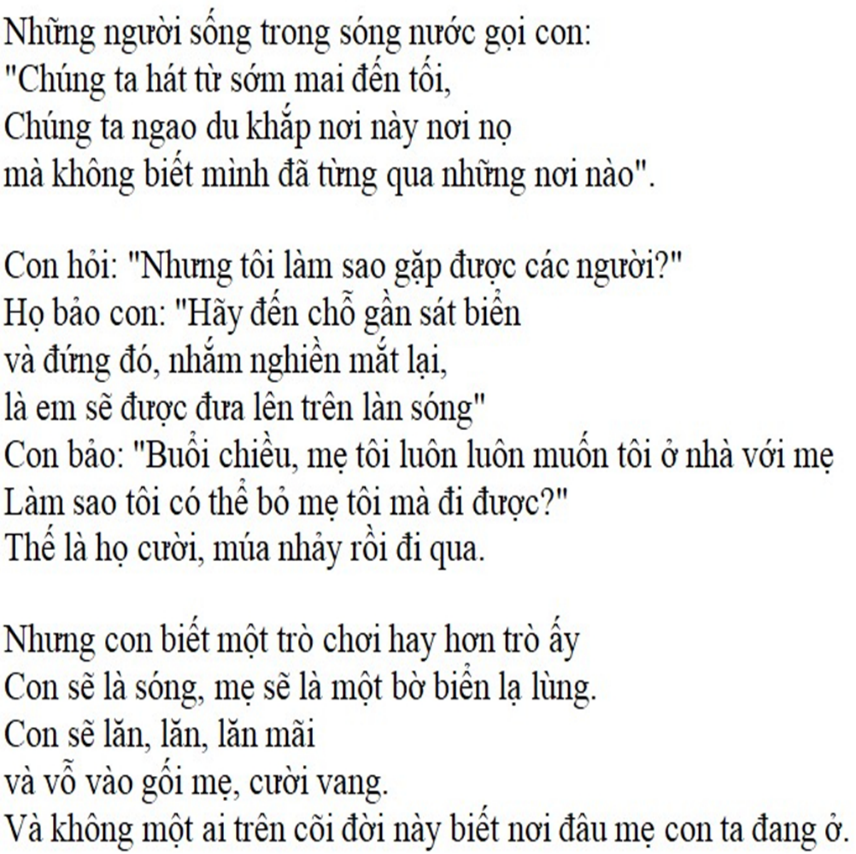 Những người sống trong sóng nước gọi con:
"Chúng ta hát từ sớm mai đến tối,
Chúng ta ngao du khắp nơi này nơi nọ
mà không biết mình đã từng qua những nơi nào".
Con hỏi: "Nhưng tôi làm sao gặp được các người?"
Họ bảo con: "Hãy đến chỗ gần sát biển
và đứng đó, nhắm nghiền mắt lại,
là em sẽ được đưa lên trên làn sóng"
Con bảo: "Buổi chiều, mẹ tôi luôn luôn muốn tôi ở nhà với mẹ
Làm sao tôi có thể bỏ mẹ tôi mà đi được?"
Thế là họ cười, múa nhảy rồi đi qua.
Nhưng con biết một trò chơi hay hơn trò ấy
Con sẽ là sóng, mẹ sẽ là một bờ biển lạ lùng.
Con sẽ lăn, lăn, lăn mãi
và vỗ vào gối mẹ, cười vang.
Và không một ai trên cõi đời này biết nơi đâu mẹ con ta đang ở.